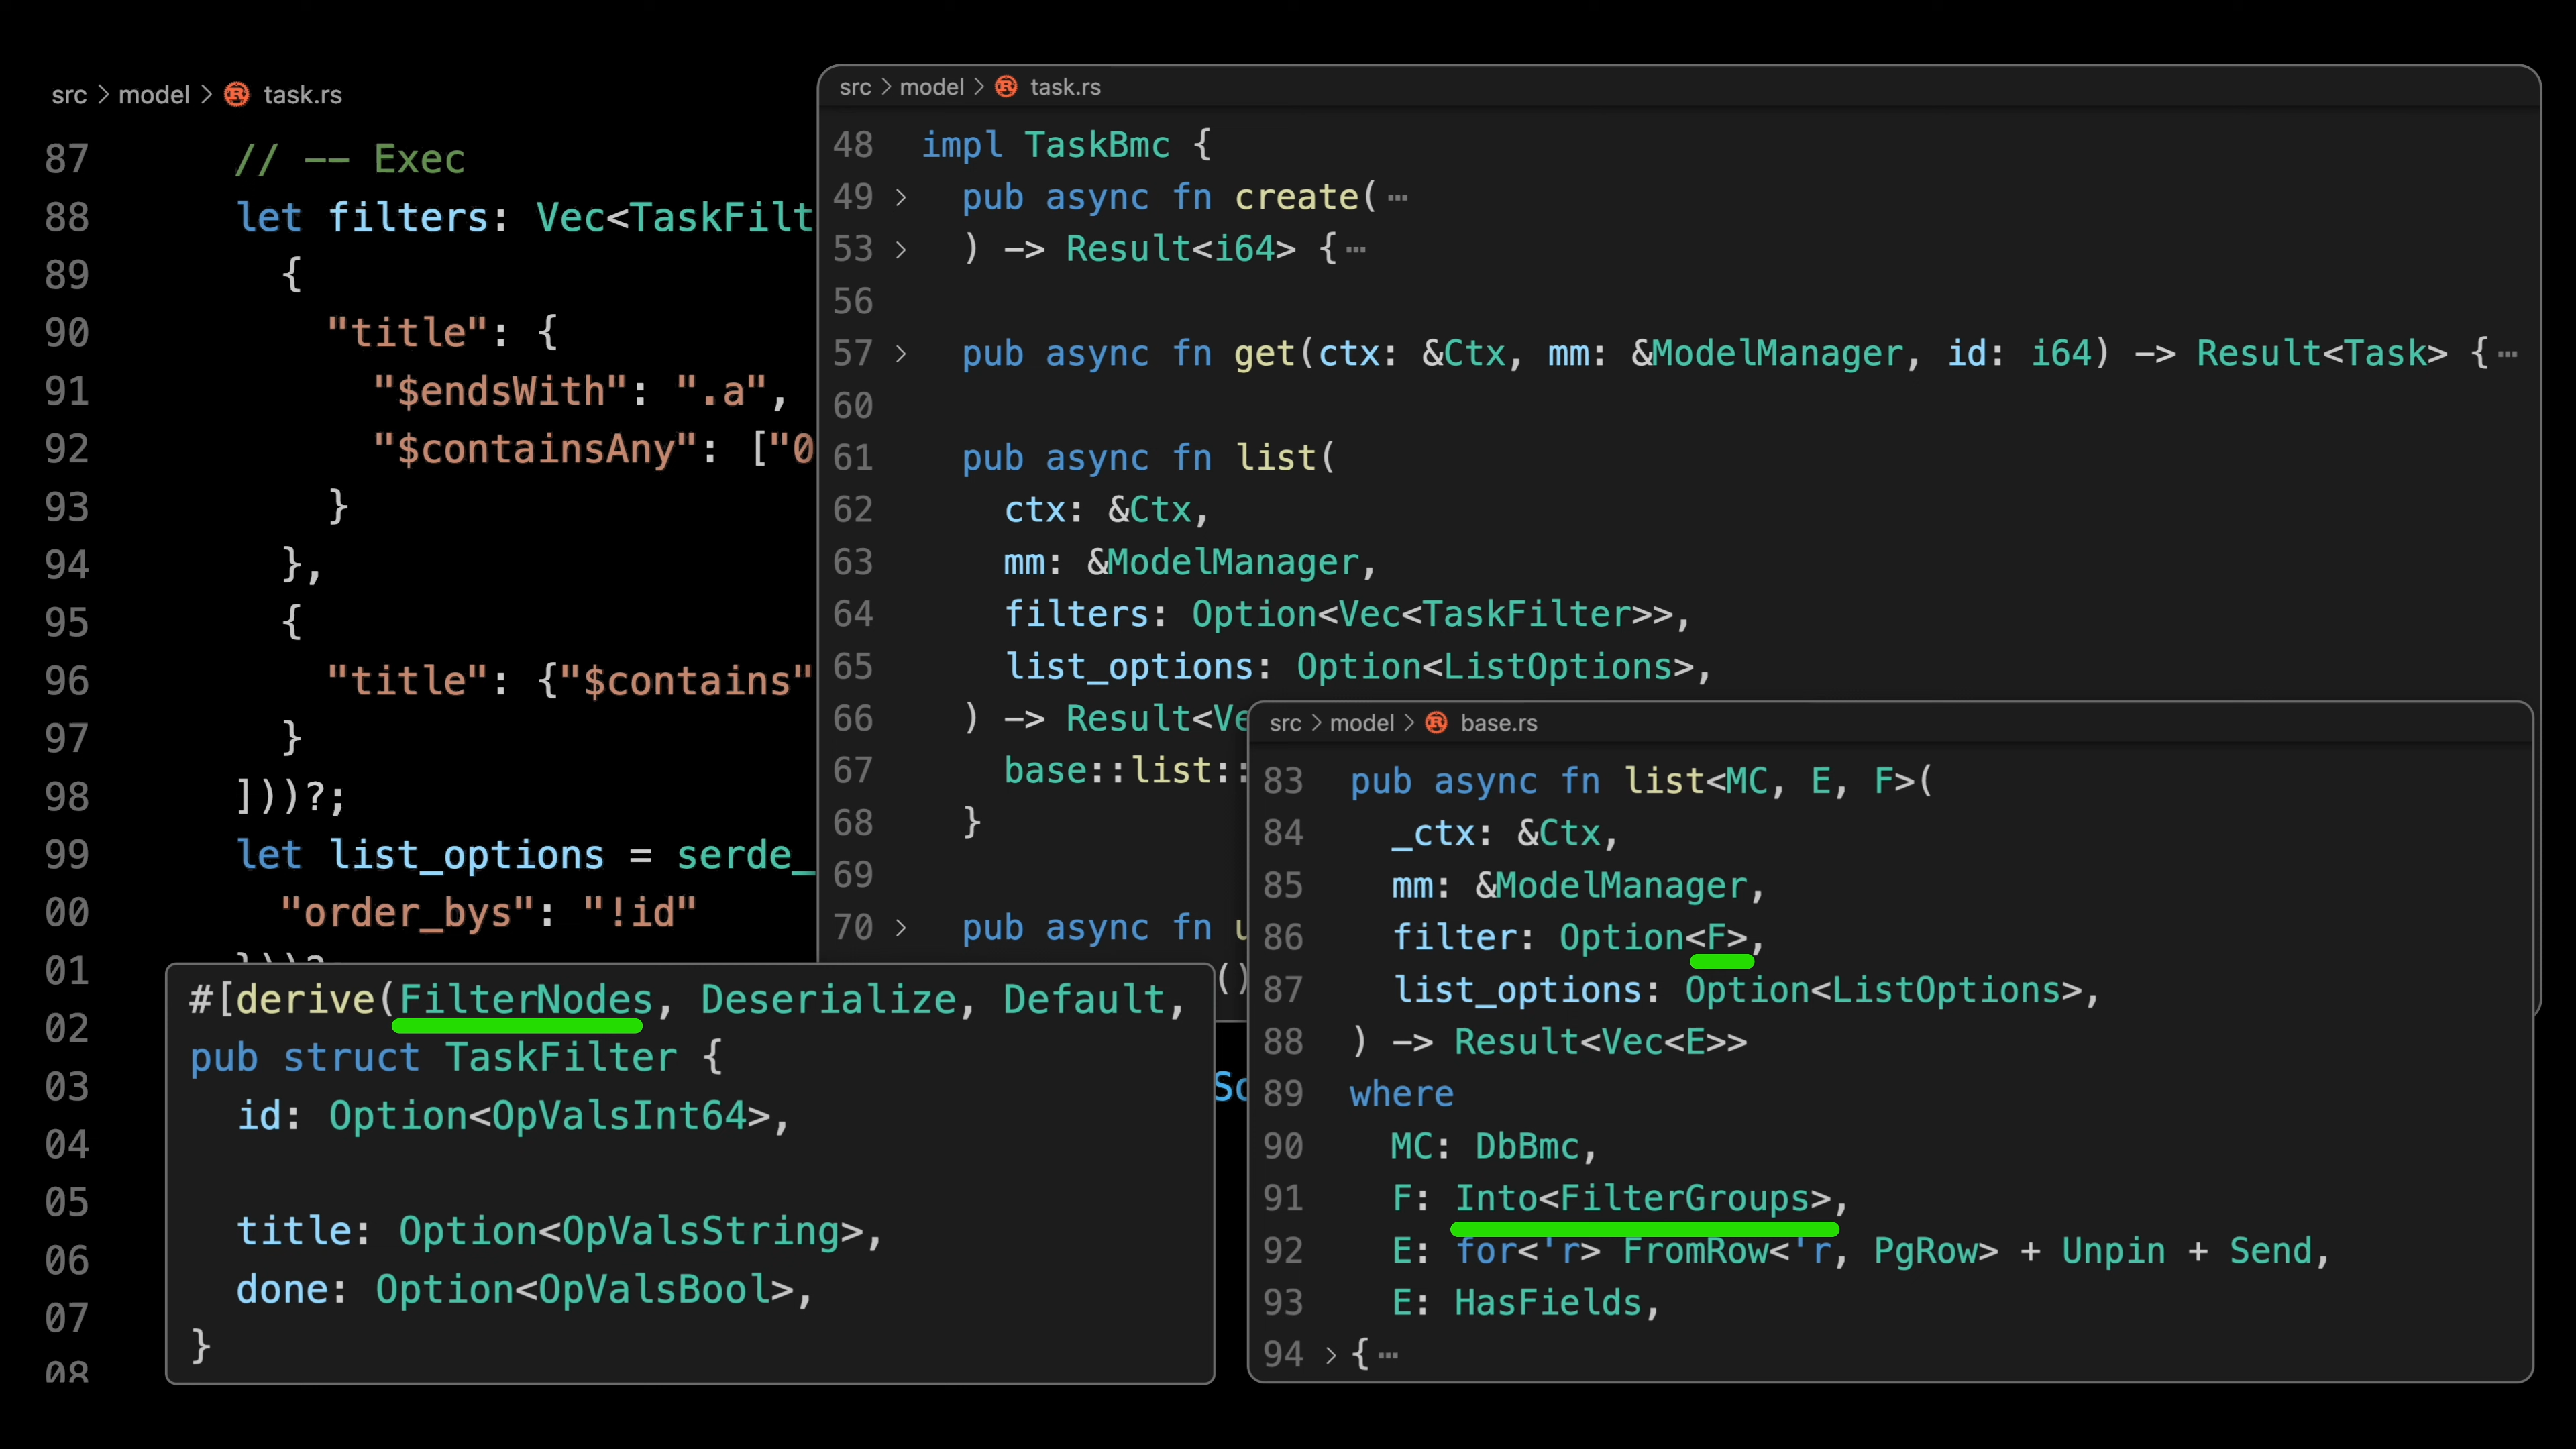 src > model > task.rs
87 // -- Exec
88 let filters: Vec<TaskFilt
89 {
90 "title": {
91 "$endsWith": ".a",
92 "$containsAny": ["0
93 }
94 },
95 {
96 "title": {"$contains"
97 }
98 ]))?;
99 let list_options = serde_
00 "order_bys": "!id"
01 }))?
02
03
04
05
06
07
08
src > model > task.rs
48 impl TaskBmc {
49 > pub async fn create( ⋯
53 > ) -> Result<i64> { ⋯
56
57 > pub async fn get(ctx: &Ctx, mm: &ModelManager, id: i64) -> Result<Task> { ⋯
60
61 pub async fn list(
62 ctx: &Ctx,
63 mm: &ModelManager,
64 filters: Option<Vec<TaskFilter>>,
65 list_options: Option<ListOptions>,
66 ) -> Result<Ve
67 base::list::
68 }
69
70 > pub async fn u
()
So
#[derive(FilterNodes, Deserialize, Default,
pub struct TaskFilter {
id: Option<OpValsInt64>,
title: Option<OpValsString>,
done: Option<OpValsBool>,
}
src > model > base.rs
83 pub async fn list<MC, E, F>(
84 _ctx: &Ctx,
85 mm: &ModelManager,
86 filter: Option<F>,
87 list_options: Option<ListOptions>,
88 ) -> Result<Vec<E>>
89 where
90 MC: DbBmc,
91 F: Into<FilterGroups>,
92 E: for<'r> FromRow<'r, PgRow> + Unpin + Send,
93 E: HasFields,
94 > { ⋯